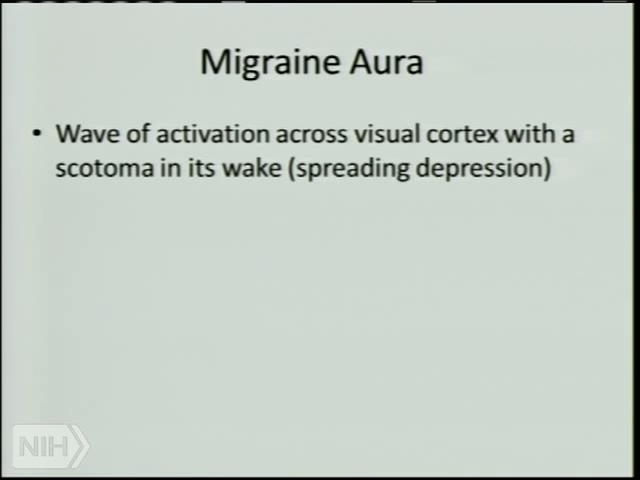 Migraine Aura
• Wave of activation across visual cortex with a
scotoma in its wake (spreading depression)
NIH